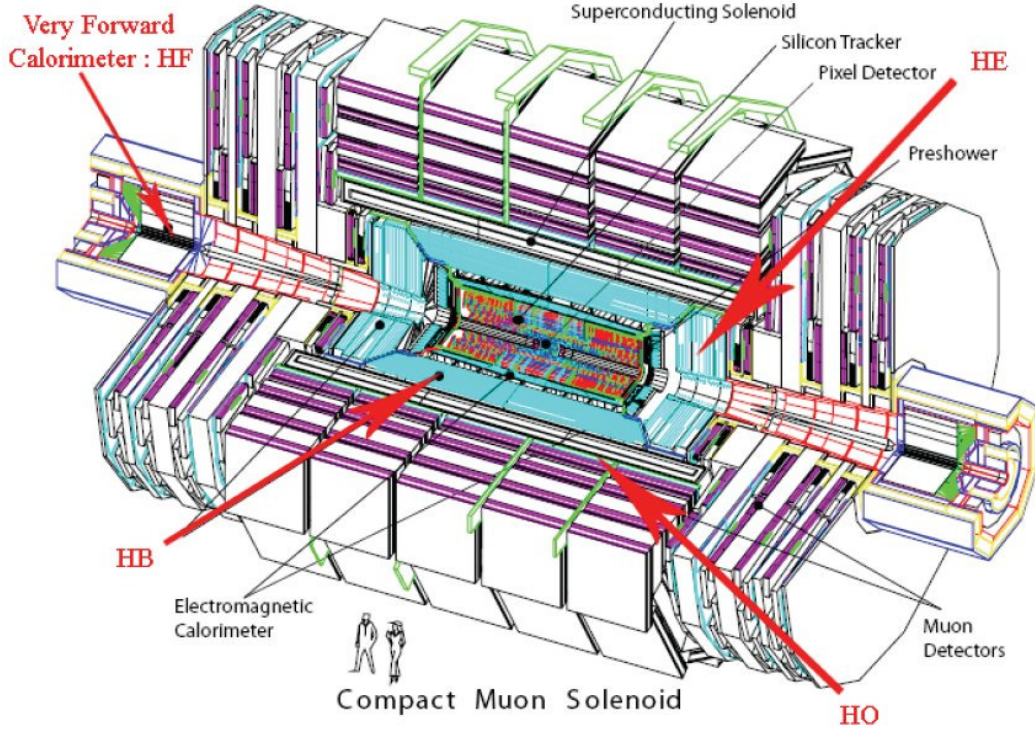 Very Forward
Calorimeter : HF
Superconducting Solenoid
Silicon Tracker
Pixel Detector
HE
Preshower
HB
Electromagnetic
Calorimeter
Muon
Detectors
Compact Muon Solenoid
HO